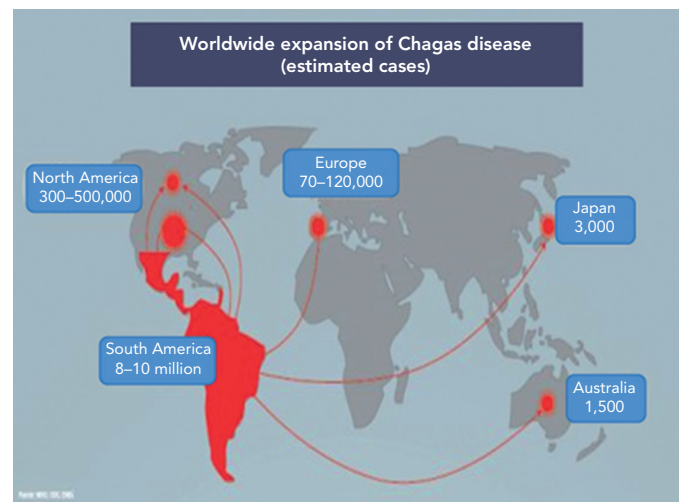 Worldwide expansion of Chagas disease
(estimated cases)
North America
300–500,000
Europe
70–120,000
Japan
3,000
South America
8–10 million
Australia
1,500